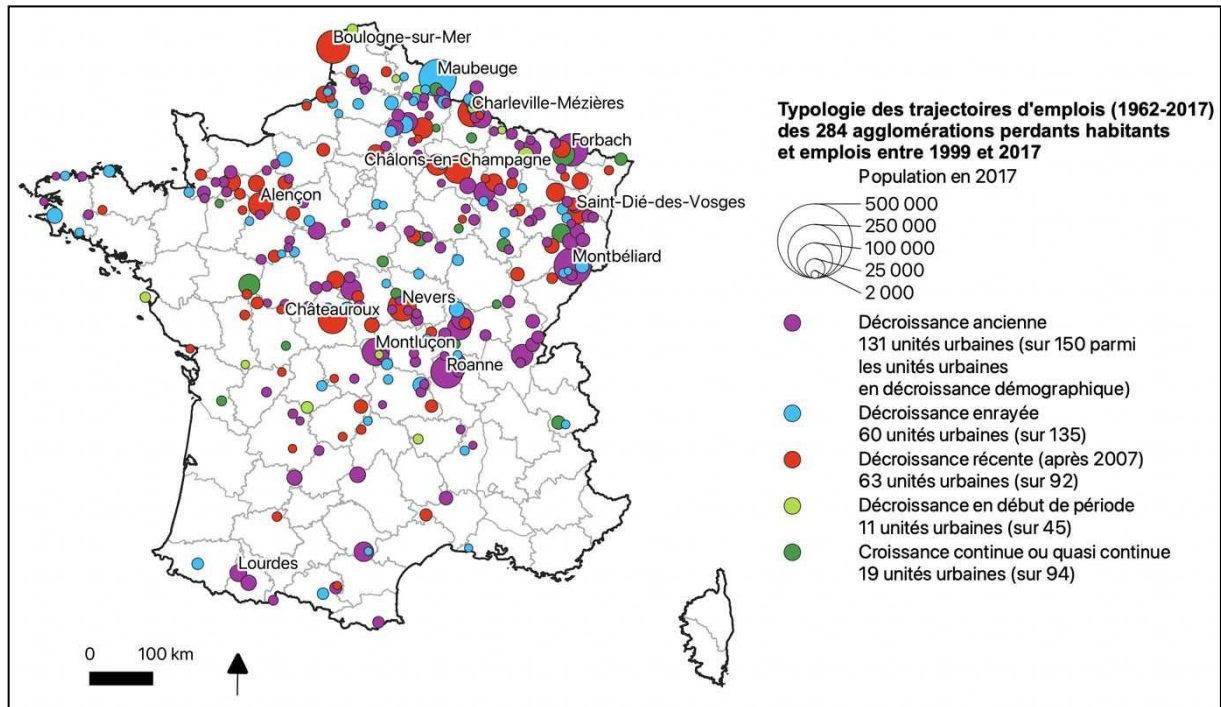 Boulogne-sur-Mer
Maubeuge
Charleville-Mézières
Forbach
Châlons-en-Champagne
Alençon
Saint-Dié-des-Vosges
Montbéliard
Nevers
Châteauroux
Montluçon
Roanne
Lourdes
0 100 km
Typologie des trajectoires d'emplois (1962-2017)
des 284 agglomérations perdants habitants
et emplois entre 1999 et 2017
Population en 2017
500 000
250 000
100 000
25 000
2 000
Décroissance ancienne
131 unités urbaines (sur 150 parmi
les unités urbaines
en décroissance démographique)
Décroissance enrayée
60 unités urbaines (sur 135)
Décroissance récente (après 2007)
63 unités urbaines (sur 92)
Décroissance en début de période
11 unités urbaines (sur 45)
Croissance continue ou quasi continue
19 unités urbaines (sur 94)